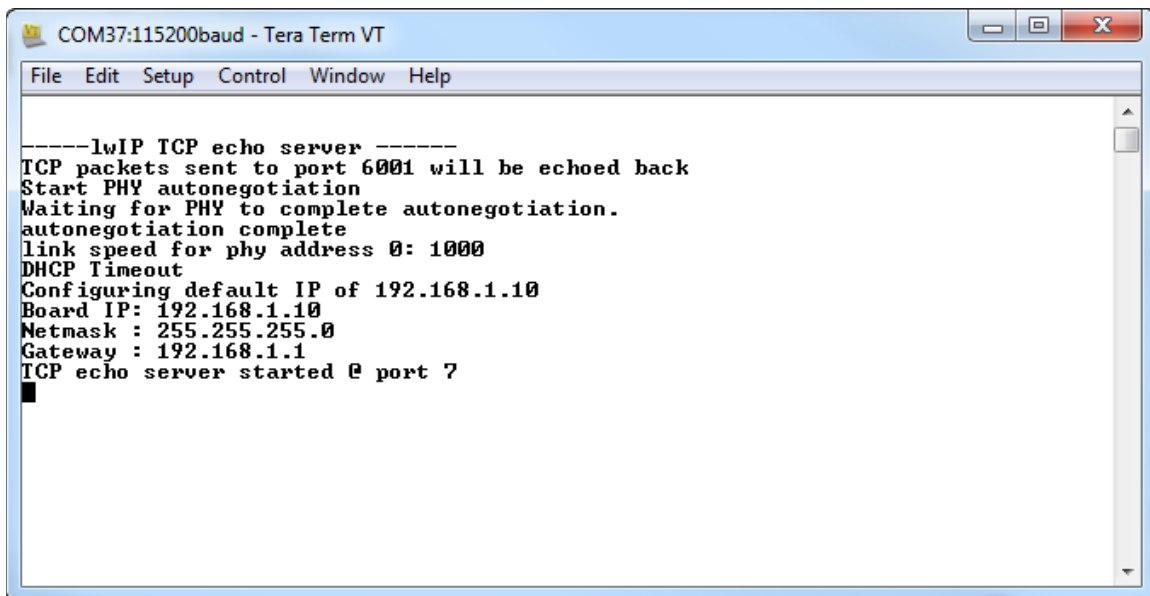 COM37:115200baud - Tera Term VT
File Edit Setup Control Window Help
-----lwIP TCP echo server ------
TCP packets sent to port 6001 will be echoed back
Start PHY autonegotiation
Waiting for PHY to complete autonegotiation.
autonegotiation complete
link speed for phy address 0: 1000
DHCP Timeout
Configuring default IP of 192.168.1.10
Board IP: 192.168.1.10
Netmask : 255.255.255.0
Gateway : 192.168.1.1
TCP echo server started @ port 7